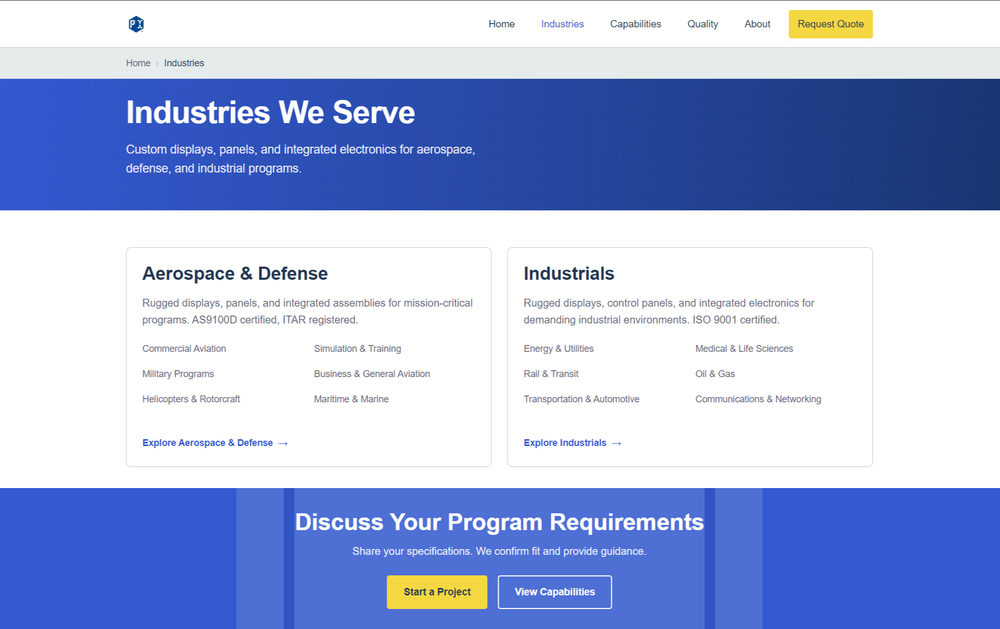 PI
Home
Industries
Capabilities
Quality
About
Request Quote
Home › Industries
Industries We Serve
Custom displays, panels, and integrated electronics for aerospace,
defense, and industrial programs.
Aerospace & Defense
Rugged displays, panels, and integrated assemblies for mission-critical
programs. AS9100D certified, ITAR registered.
Commercial Aviation
Simulation & Training
Military Programs
Business & General Aviation
Helicopters & Rotorcraft
Maritime & Marine
Explore Aerospace & Defense →
Industrials
Rugged displays, control panels, and integrated electronics for
demanding industrial environments. ISO 9001 certified.
Energy & Utilities
Medical & Life Sciences
Rail & Transit
Oil & Gas
Transportation & Automotive
Communications & Networking
Explore Industrials →
Discuss Your Program Requirements
Share your specifications. We confirm fit and provide guidance.
Start a Project
View Capabilities